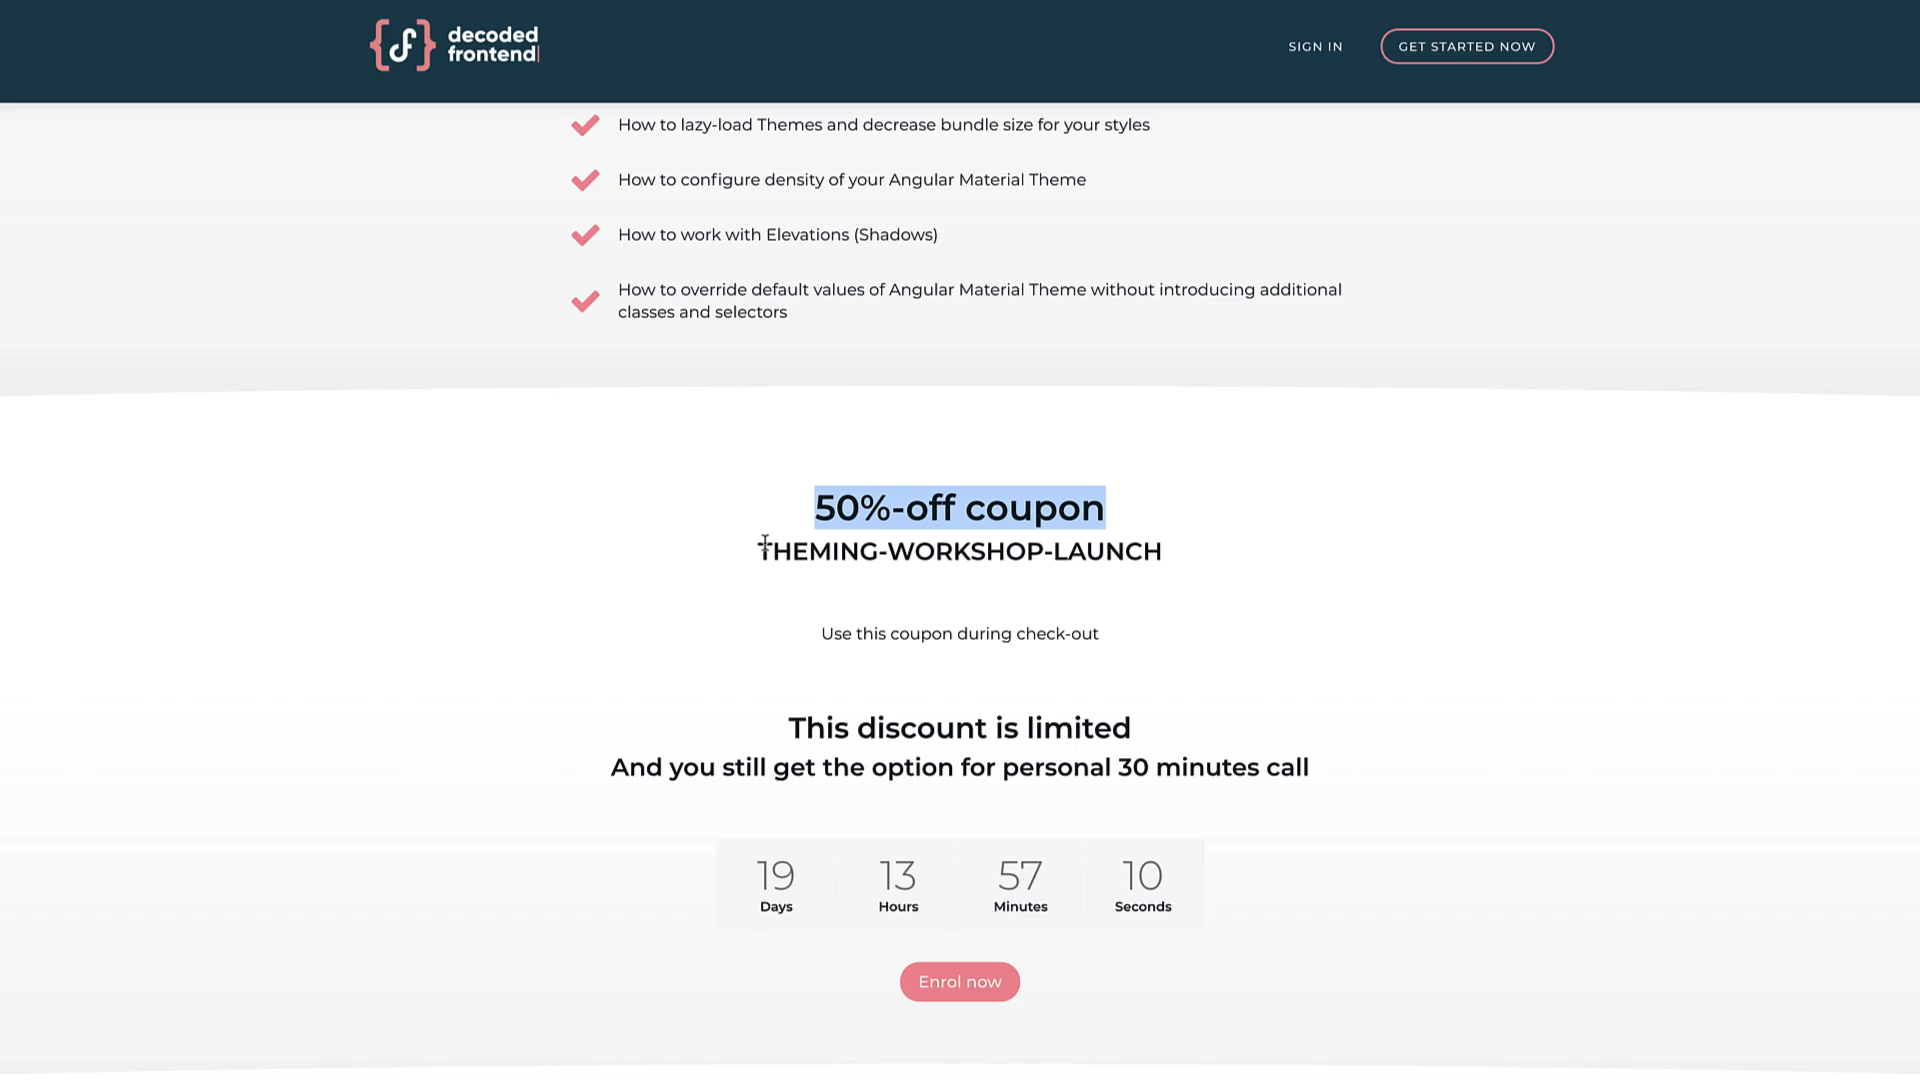 decoded
frontend
SIGN IN
GET STARTED NOW
How to lazy-load Themes and decrease bundle size for your styles
How to configure density of your Angular Material Theme
How to work with Elevations (Shadows)
How to override default values of Angular Material Theme without introducing additional
classes and selectors
50%-off coupon
THEMING-WORKSHOP-LAUNCH
Use this coupon during check-out
This discount is limited
And you still get the option for personal 30 minutes call
19 13 57 10
Days Hours Minutes Seconds
Enrol now